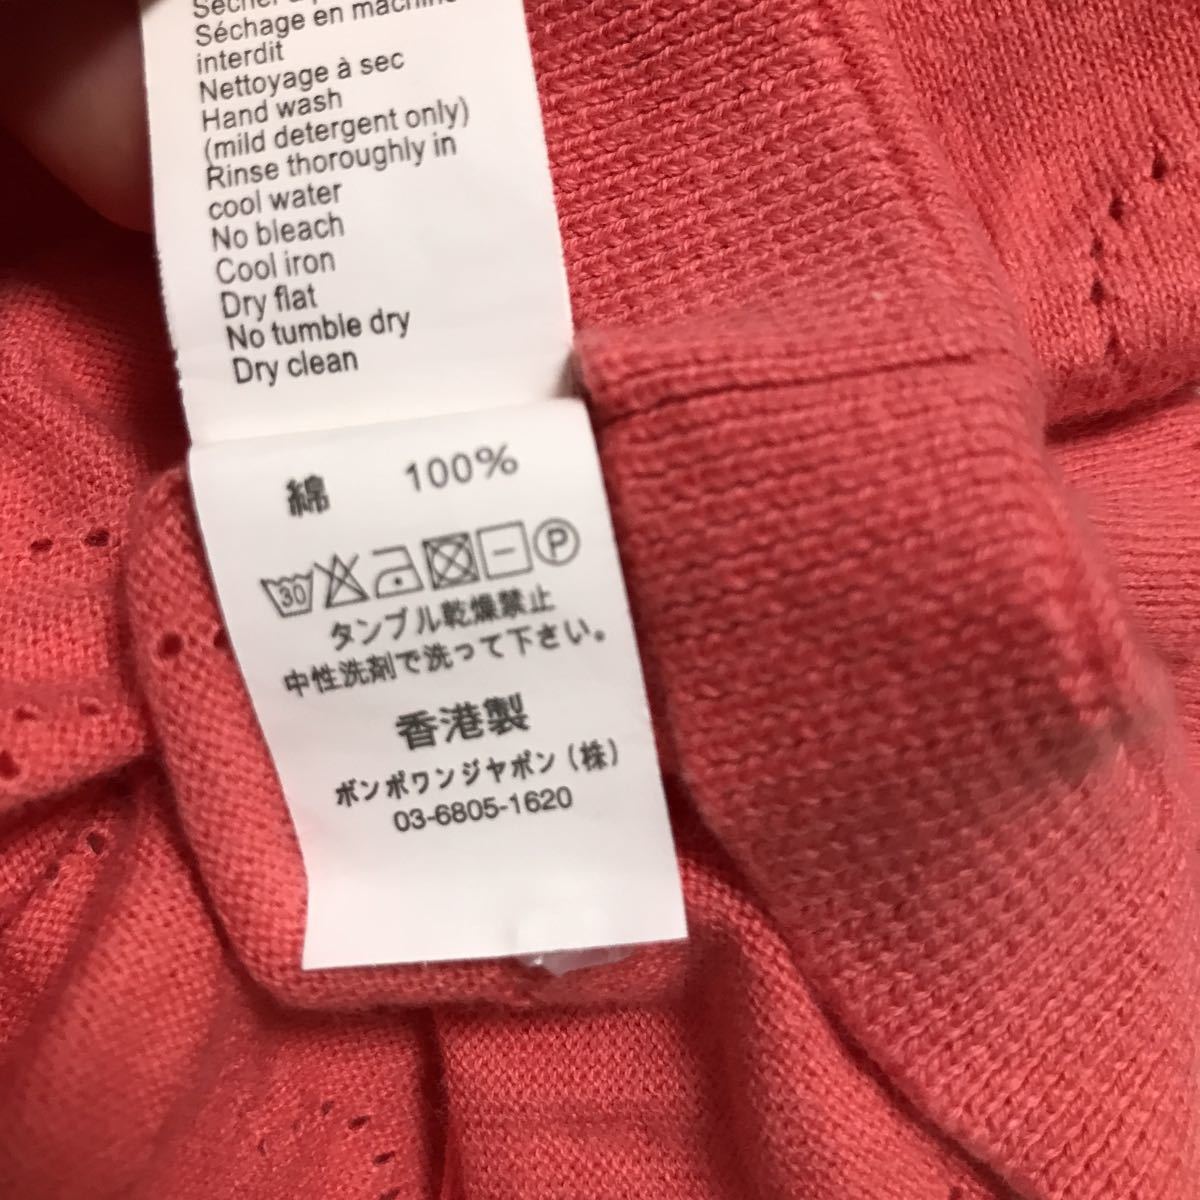 Séchage en machine
interdit
Nettoyage à sec
Hand wash
(mild detergent only)
Rinse thoroughly in
cool water
No bleach
Cool iron
Dry flat
No tumble dry
Dry clean
綿 100%
30 P
タンブル乾燥禁止
中性洗剤で洗って下さい。
香港製
ボンポワンジャポン(株)
03-6805-1620